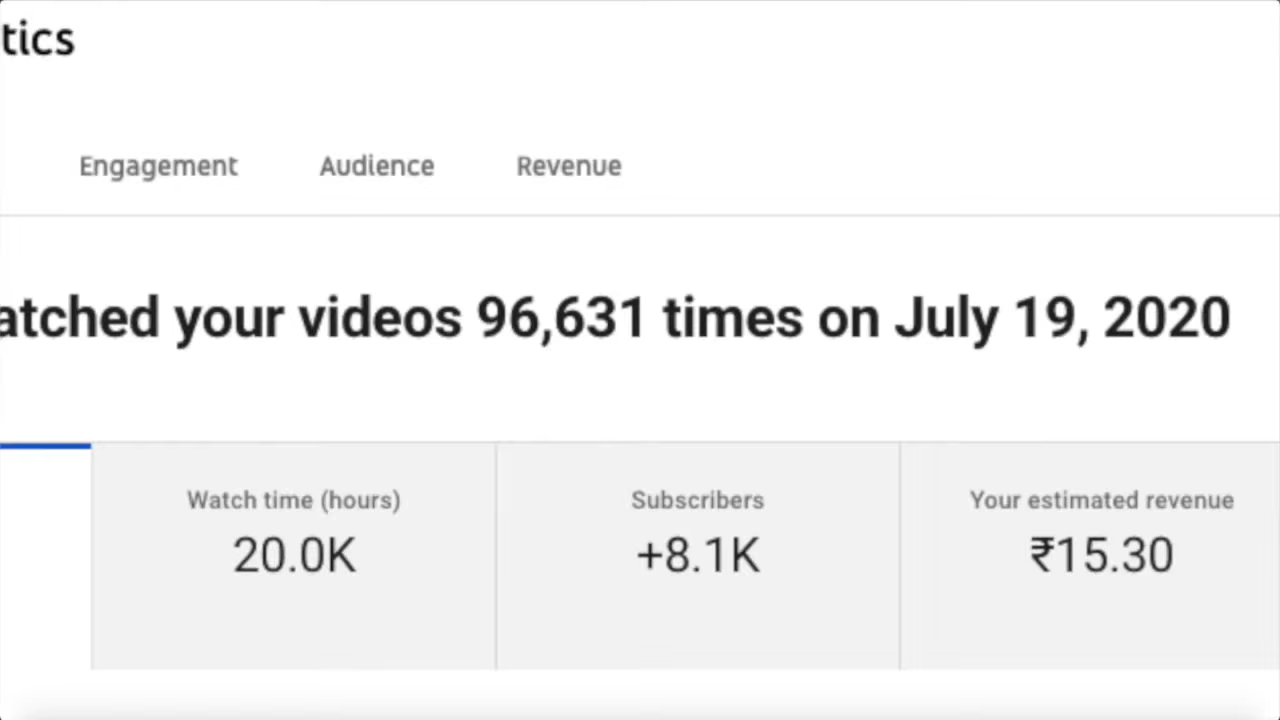 tics
Engagement Audience Revenue
atched your videos 96,631 times on July 19, 2020
Watch time (hours) Subscribers Your estimated revenue
20.0K +8.1K ₹15.30